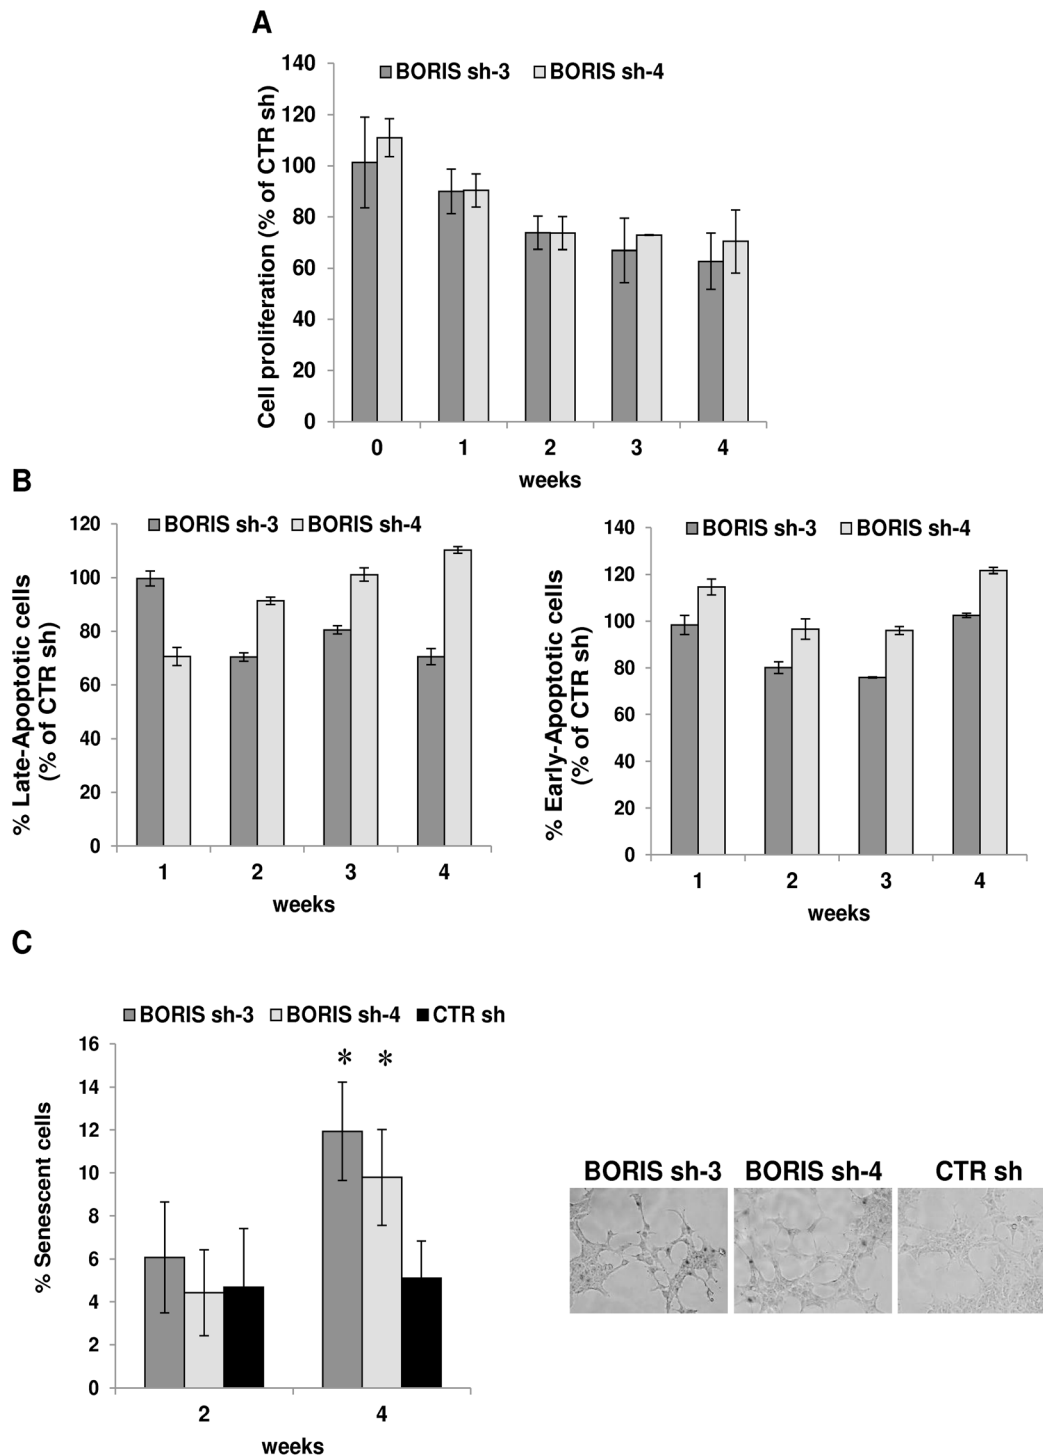 A
BORIS sh-3 BORIS sh-4
Cell proliferation (% of CTR sh)
140
120
100
80
60
40
20
0
0 1 2 3 4
weeks
B
BORIS sh-3 BORIS sh-4
% Late-Apoptotic cells
(% of CTR sh)
120
100
80
60
40
20
0
1 2 3 4
weeks
BORIS sh-3 BORIS sh-4
% Early-Apoptotic cells
(% of CTR sh)
140
120
100
80
60
40
20
0
1 2 3 4
weeks
C
BORIS sh-3 BORIS sh-4 CTR sh
% Senescent cells
16
14
12
10
8
6
4
2
0
* *
2 4
weeks
BORIS sh-3 BORIS sh-4 CTR sh